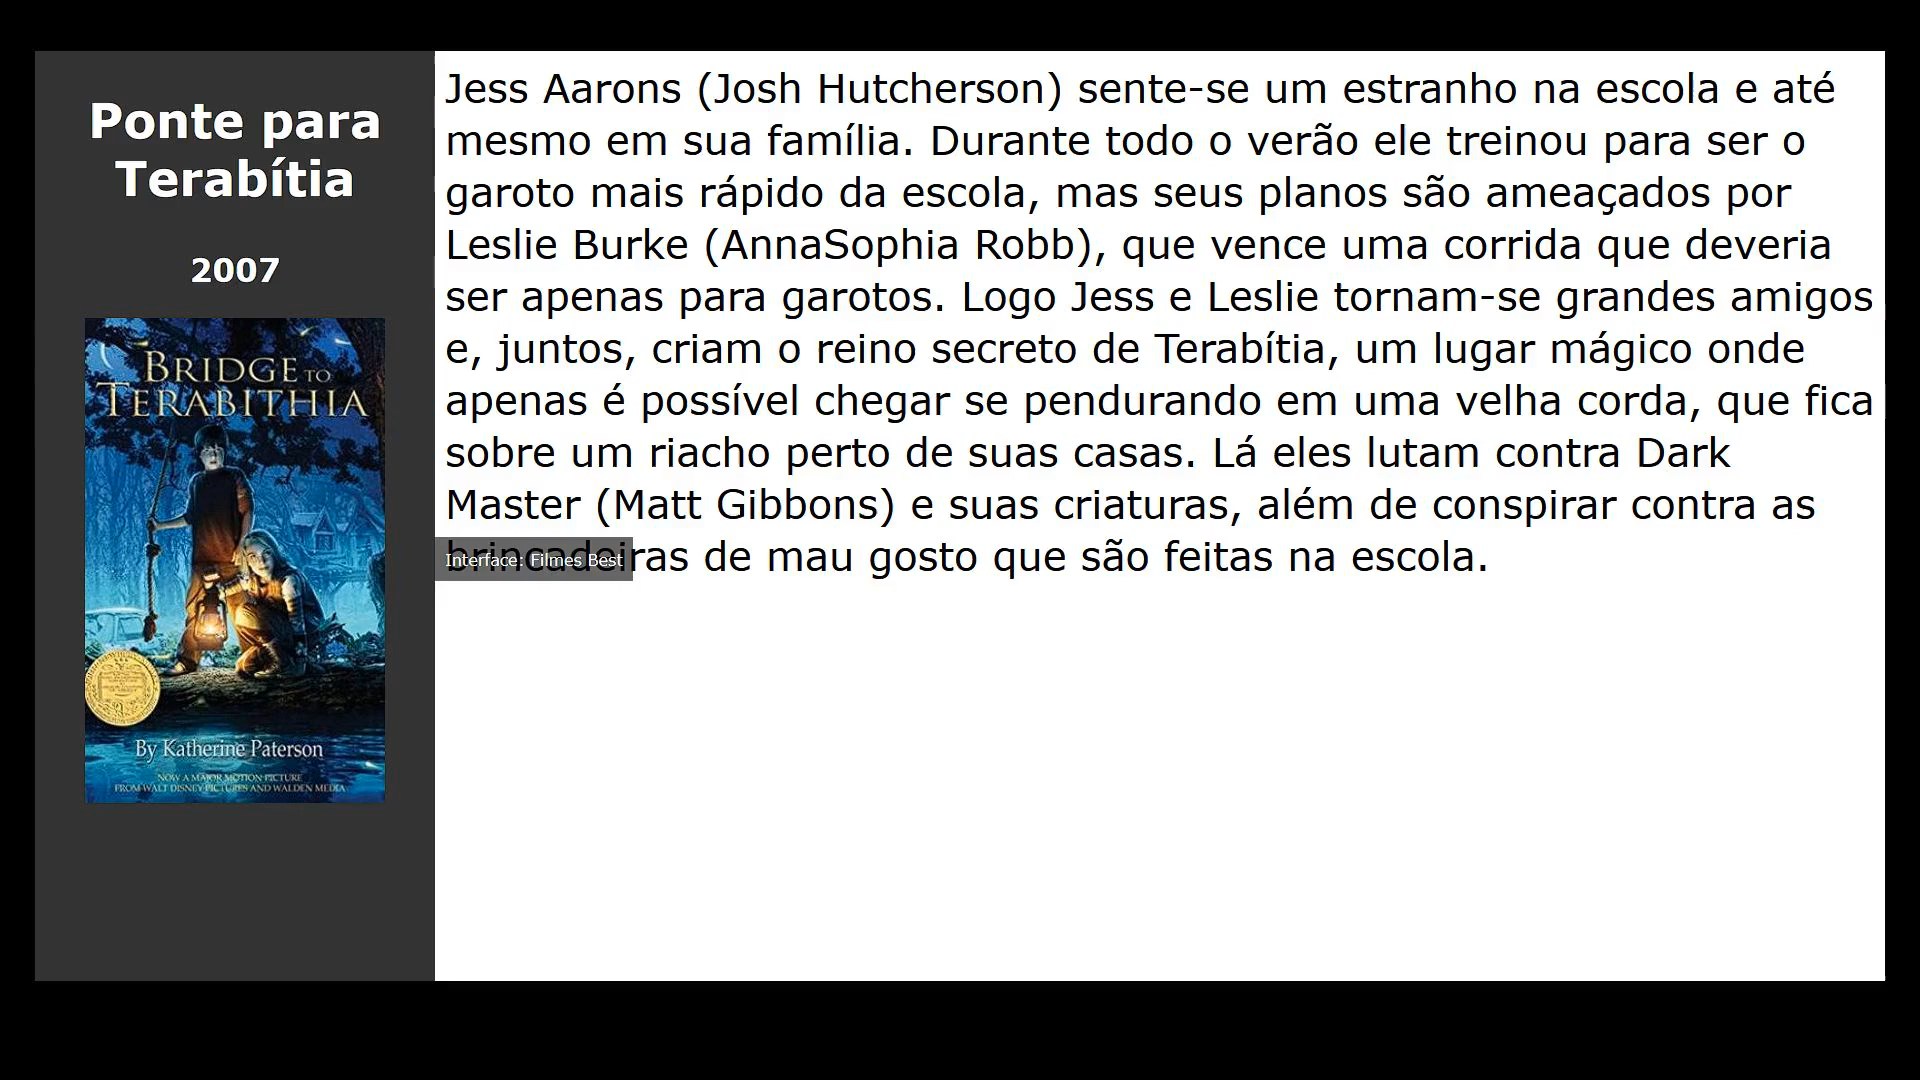 Ponte para
Terabítia
2007
BRIDGE TO
TERABITHIA
By Katherine Paterson
NOW A MAJOR MOTION PICTURE
FROM WALT DISNEY PICTURES AND WALDEN MEDIA
Jess Aarons (Josh Hutcherson) sente-se um estranho na escola e até
mesmo em sua família. Durante todo o verão ele treinou para ser o
garoto mais rápido da escola, mas seus planos são ameaçados por
Leslie Burke (AnnaSophia Robb), que vence uma corrida que deveria
ser apenas para garotos. Logo Jess e Leslie tornam-se grandes amigos
e, juntos, criam o reino secreto de Terabítia, um lugar mágico onde
apenas é possível chegar se pendurando em uma velha corda, que fica
sobre um riacho perto de suas casas. Lá eles lutam contra Dark
Master (Matt Gibbons) e suas criaturas, além de conspirar contra as
brincadeiras de mau gosto que são feitas na escola.
Interface: Filmes Best